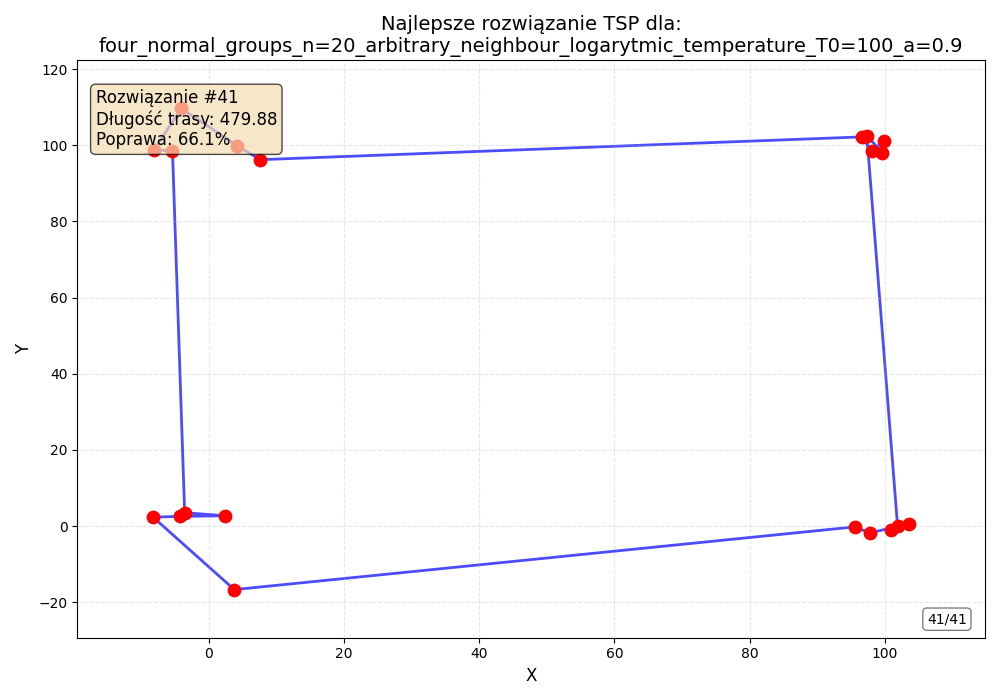 Najlepsze rozwiązanie TSP dla:
four_normal_groups_n=20_arbitrary_neighbour_logarytmic_temperature_T0=100_a=0.9
Rozwiązanie #41
Długość trasy: 479.88
Poprawa: 66.1%
120
100
80
60
40
20
0
−20
Y
0
20
40
60
80
100
X
41/41